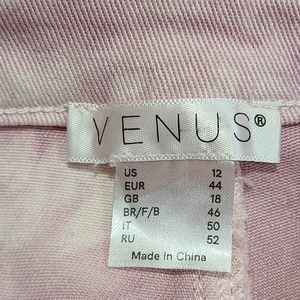 VENUS®
US 12
EUR 44
GB 18
BR/F/B 46
IT 50
RU 52
Made in China